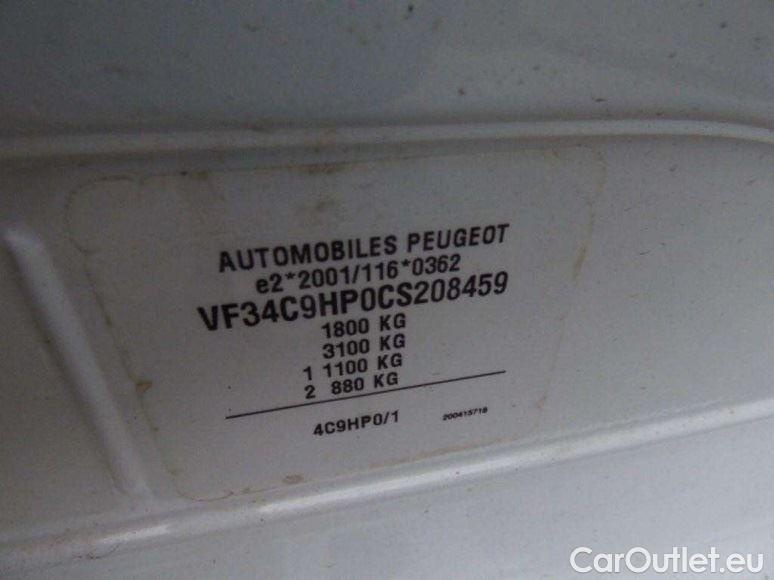 AUTOMOBILES PEUGEOT
e2*2001/116*0362
VF34C9HP0CS208459
1800 KG
3100 KG
1 1100 KG
2 880 KG
4C9HP0/1 200415718
CarOutlet.eu